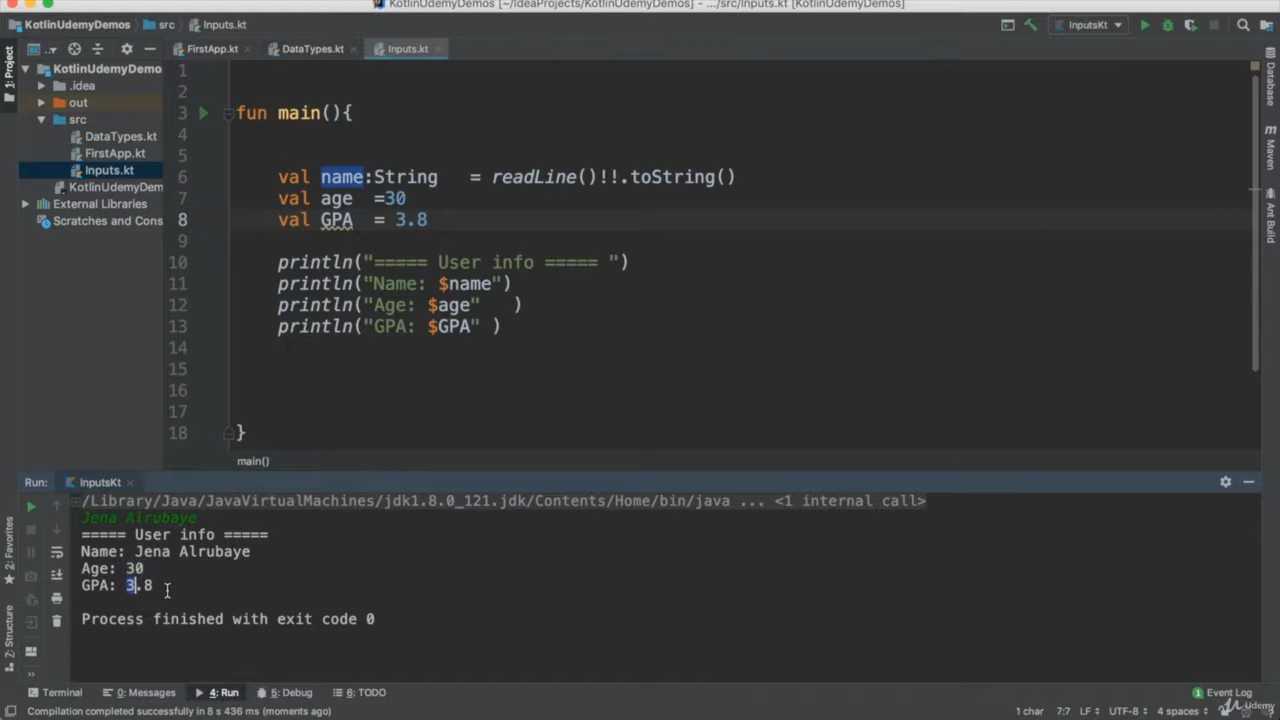 KotlinUdemyDemos [~/IdeaProjects/KotlinUdemyDemos] - .../src/Inputs.kt [KotlinUdemyDemos]
KotlinUdemyDemos src Inputs.kt InputsKt
FirstApp.kt DataTypes.kt Inputs.kt
1: Project
KotlinUdemyDemos
.idea
out
src
DataTypes.kt
FirstApp.kt
Inputs.kt
KotlinUdemyDem
External Libraries
Scratches and Cons
1
2
3 fun main(){
4
5
6 val name:String = readLine()!!.toString()
7 val age =30
8 val GPA = 3.8
9
10 println("===== User info ===== ")
11 println("Name: $name")
12 println("Age: $age" )
13 println("GPA: $GPA" )
14
15
16
17
18 }
main()
Database
Maven
Ant Build
Run: InputsKt
/Library/Java/JavaVirtualMachines/jdk1.8.0_121.jdk/Contents/Home/bin/java ... <1 internal call>
Jena Alrubaye
===== User info =====
Name: Jena Alrubaye
Age: 30
GPA: 3.8
Process finished with exit code 0
2: Favorites
Z: Structure
Terminal 0: Messages 4: Run 5: Debug 6: TODO 1 Event Log
Compilation completed successfully in 8 s 436 ms (moments ago) 1 char 7:7 LF UTF-8 4 spaces
Udemy